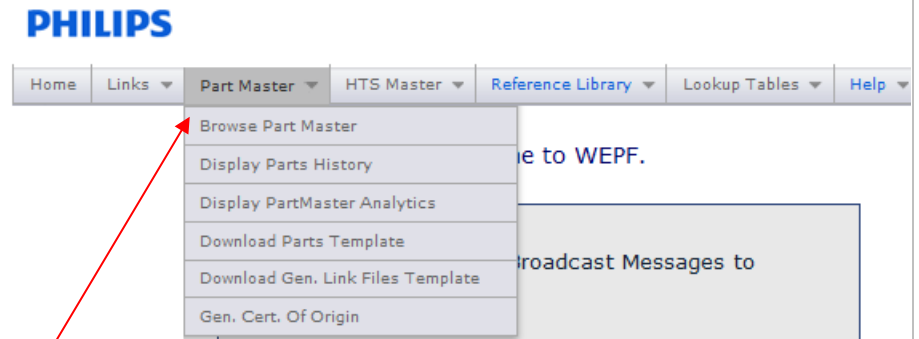 PHILIPS
Home Links Part Master HTS Master Reference Library Lookup Tables Help
Browse Part Master
Display Parts History
e to WEPF.
Display PartMaster Analytics
Download Parts Template
Broadcast Messages to
Download Gen. Link Files Template
Gen. Cert. Of Origin